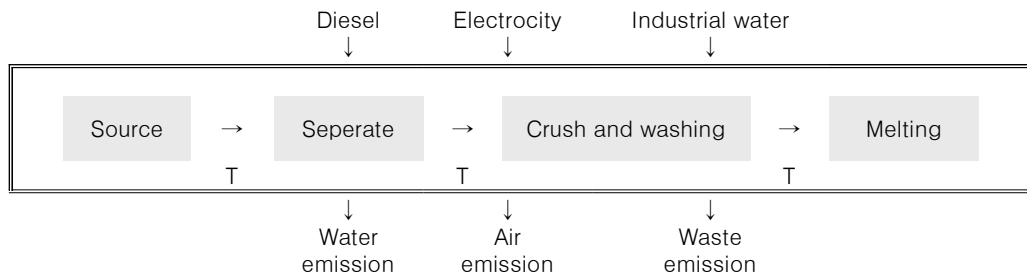 Diesel Electrocity Industrial water
↓ ↓ ↓
Source → Seperate → Crush and washing → Melting
T T T
↓ ↓ ↓
Water Air Waste
emission emission emission